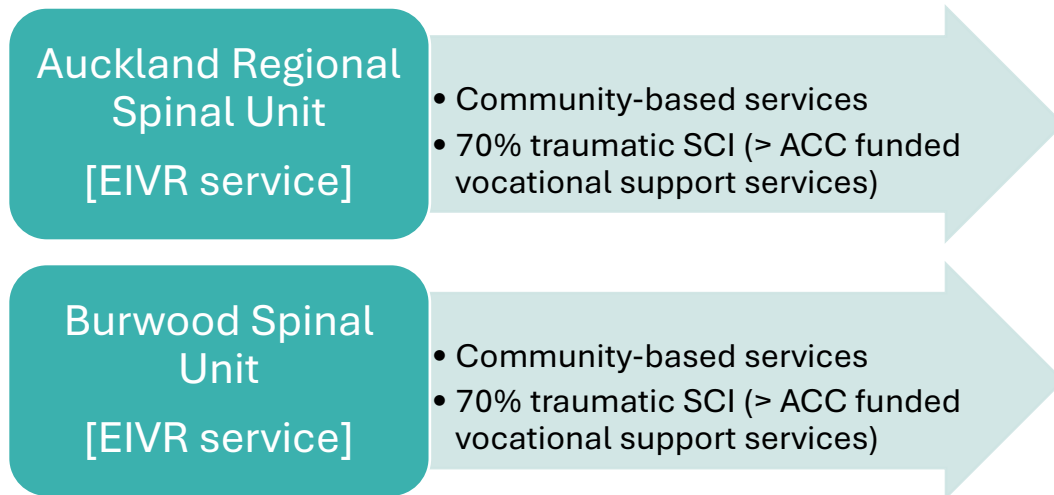 Auckland Regional
Spinal Unit
[EIVR service]
• Community-based services
• 70% traumatic SCI (> ACC funded
vocational support services)
Burwood Spinal
Unit
[EIVR service]
• Community-based services
• 70% traumatic SCI (> ACC funded
vocational support services)